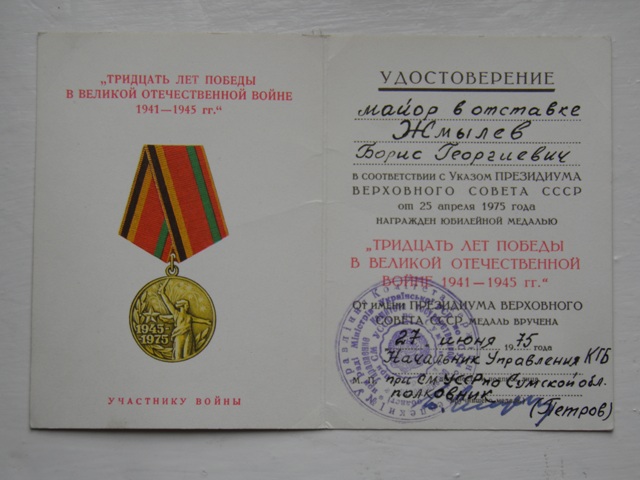 „ТРИДЦАТЬ ЛЕТ ПОБЕДЫ
В ВЕЛИКОЙ ОТЕЧЕСТВЕННОЙ ВОЙНЕ
1941—1945 гг.“
1945-
1975
УЧАСТНИКУ ВОЙНЫ
УДОСТОВЕРЕНИЕ
майор в отставке
Жмылев
Борис Георгиевич
В СООТВЕТСТВИИ С УКАЗОМ ПРЕЗИДИУМА
ВЕРХОВНОГО СОВЕТА СССР
от 25 апреля 1975 года
НАГРАЖДЕН ЮБИЛЕЙНОЙ МЕДАЛЬЮ
„ТРИДЦАТЬ ЛЕТ ПОБЕДЫ
В ВЕЛИКОЙ ОТЕЧЕСТВЕННОЙ
ВОЙНЕ 1941—1945 гг.“
ОТ ИМЕНИ ПРЕЗИДИУМА ВЕРХОВНОГО
СОВЕТА СССР МЕДАЛЬ ВРУЧЕНА
27 июня 1975 года
Начальник Управления КГБ
М. П. при СМ УССР по Сумской обл.
полковник
(Петров)